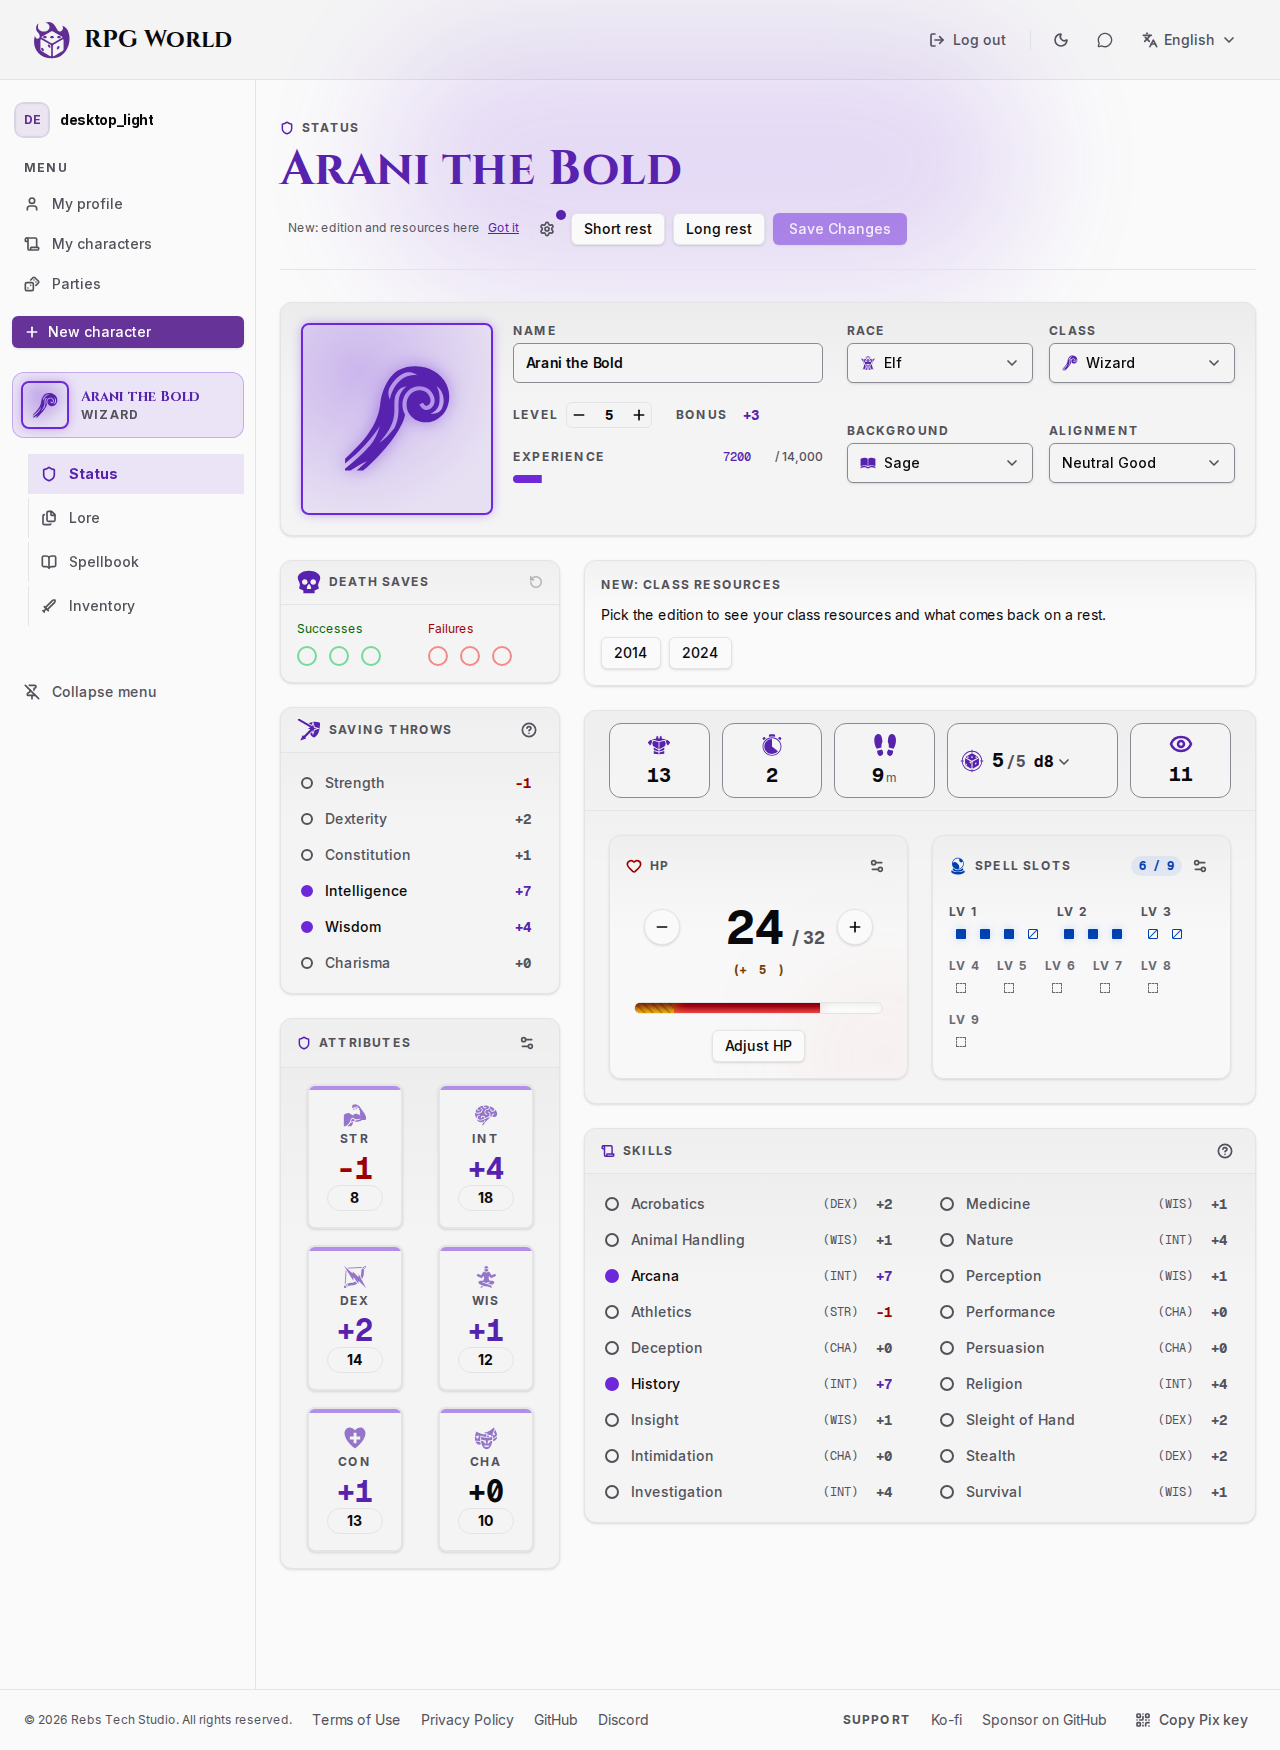 RPG WORLD
Log out
English
DE
desktop_light
MENU
My profile
My characters
Parties
New character
ARANI THE BOLD
WIZARD
Status
Lore
Spellbook
Inventory
Collapse menu
STATUS
ARANI THE BOLD
New: edition and resources here Got it
Short rest
Long rest
Save Changes
NAME
Arani the Bold
LEVEL 5 BONUS +3
EXPERIENCE 7200 / 14,000
RACE
Elf
CLASS
Wizard
BACKGROUND
Sage
ALIGNMENT
Neutral Good
DEATH SAVES
Successes
Failures
NEW: CLASS RESOURCES
Pick the edition to see your class resources and what comes back on a rest.
2014
2024
SAVING THROWS
Strength -1
Dexterity +2
Constitution +1
Intelligence +7
Wisdom +4
Charisma +0
13
2
9 m
5 /5 d8
11
HP
24 / 32
(+ 5 )
Adjust HP
SPELL SLOTS
6 / 9
LV 1
LV 2
LV 3
LV 4
LV 5
LV 6
LV 7
LV 8
LV 9
ATTRIBUTES
STR
-1
8
INT
+4
18
DEX
+2
14
WIS
+1
12
CON
+1
13
CHA
+0
10
SKILLS
Acrobatics (DEX) +2
Animal Handling (WIS) +1
Arcana (INT) +7
Athletics (STR) -1
Deception (CHA) +0
History (INT) +7
Insight (WIS) +1
Intimidation (CHA) +0
Investigation (INT) +4
Medicine (WIS) +1
Nature (INT) +4
Perception (WIS) +1
Performance (CHA) +0
Persuasion (CHA) +0
Religion (INT) +4
Sleight of Hand (DEX) +2
Stealth (DEX) +2
Survival (WIS) +1
© 2026 Rebs Tech Studio. All rights reserved.
Terms of Use
Privacy Policy
GitHub
Discord
SUPPORT
Ko-fi
Sponsor on GitHub
Copy Pix key